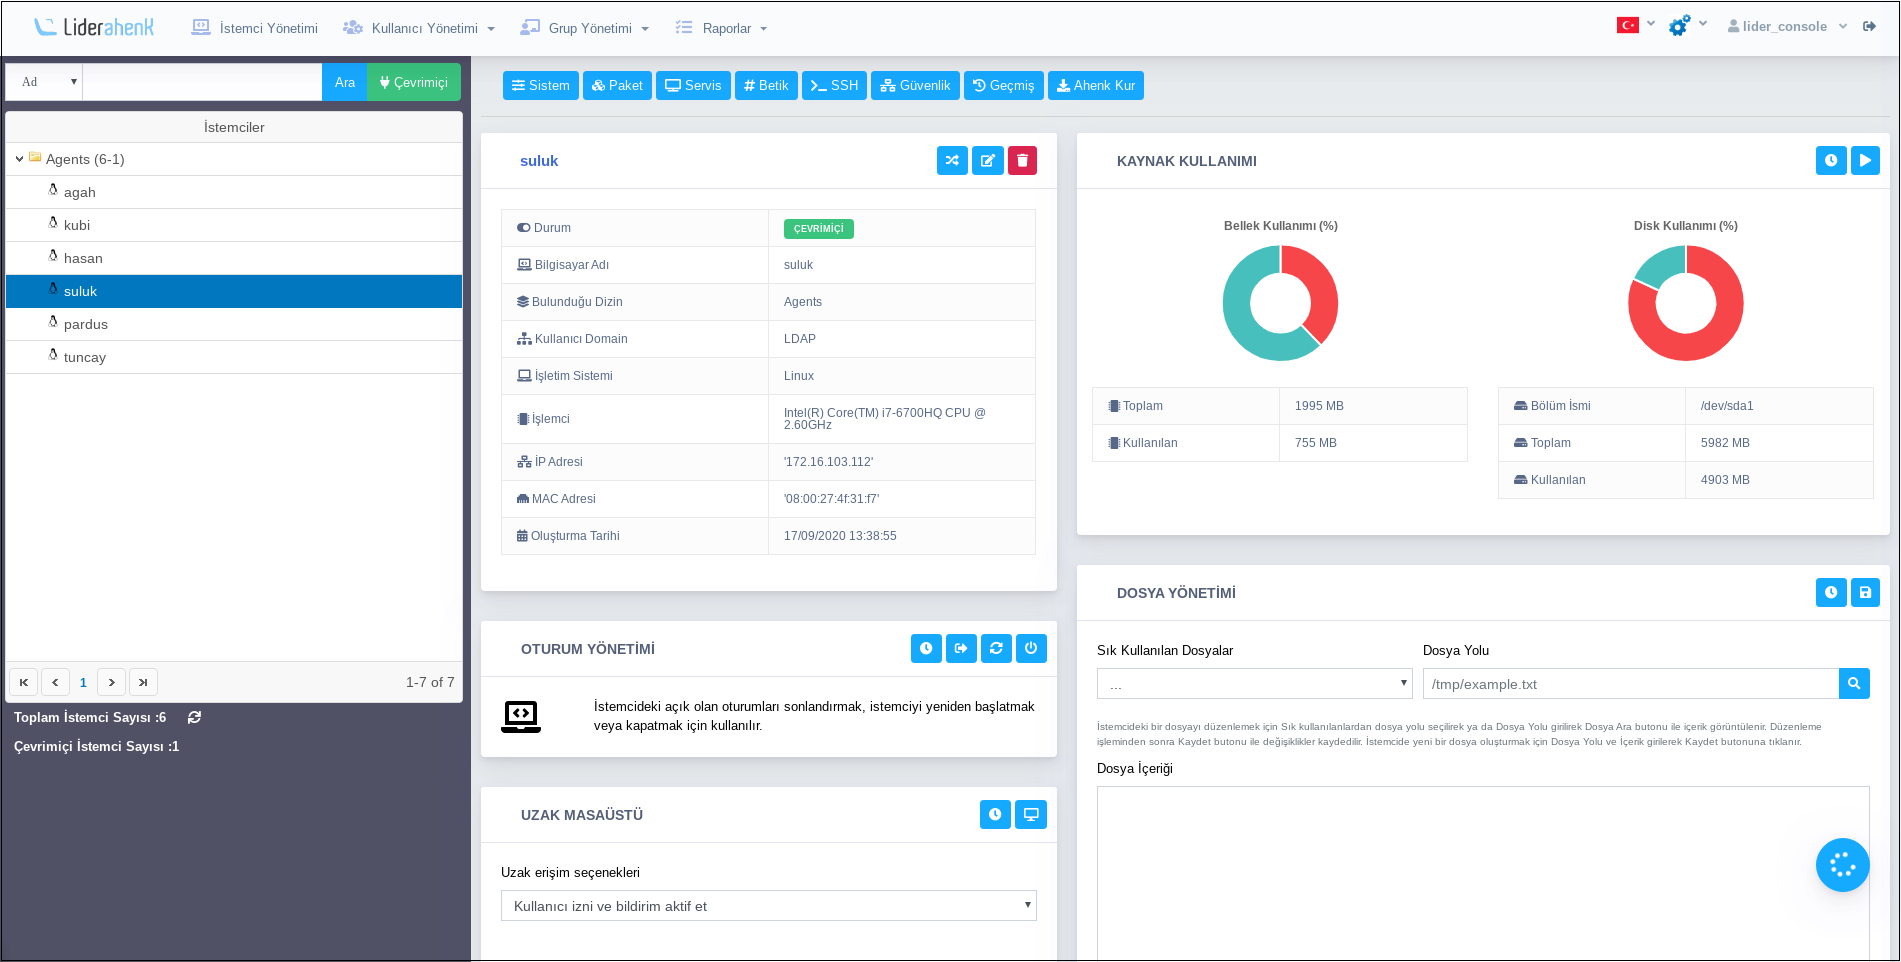 Liderahenk
İstemci Yönetimi
Kullanıcı Yönetimi
Grup Yönetimi
Raporlar
lider_console
Ad
Ara
Çevrimiçi
İstemciler
Agents (6-1)
agah
kubi
hasan
suluk
pardus
tuncay
1
1-7 of 7
Toplam İstemci Sayısı :6
Çevrimiçi İstemci Sayısı :1
Sistem
Paket
Servis
Betik
SSH
Güvenlik
Geçmiş
Ahenk Kur
suluk
Durum
ÇEVRİMİÇİ
Bilgisayar Adı
suluk
Bulunduğu Dizin
Agents
Kullanıcı Domain
LDAP
İşletim Sistemi
Linux
İşlemci
Intel(R) Core(TM) i7-6700HQ CPU @
2.60GHz
İP Adresi
'172.16.103.112'
MAC Adresi
'08:00:27:4f:31:f7'
Oluşturma Tarihi
17/09/2020 13:38:55
OTURUM YÖNETİMİ
İstemcideki açık olan oturumları sonlandırmak, istemciyi yeniden başlatmak
veya kapatmak için kullanılır.
UZAK MASAÜSTÜ
Uzak erişim seçenekleri
Kullanıcı izni ve bildirim aktif et
KAYNAK KULLANIMI
Bellek Kullanımı (%)
Toplam
1995 MB
Kullanılan
755 MB
Disk Kullanımı (%)
Bölüm İsmi
/dev/sda1
Toplam
5982 MB
Kullanılan
4903 MB
DOSYA YÖNETİMİ
Sık Kullanılan Dosyalar
...
Dosya Yolu
/tmp/example.txt
İstemcideki bir dosyayı düzenlemek için Sık kullanılanlardan dosya yolu seçilirek ya da Dosya Yolu girilirek Dosya Ara butonu ile içerik görüntülenir. Düzenleme
işleminden sonra Kaydet butonu ile değişiklikler kaydedilir. İstemcide yeni bir dosya oluşturmak için Dosya Yolu ve İçerik girilerek Kaydet butonuna tıklanır.
Dosya İçeriği